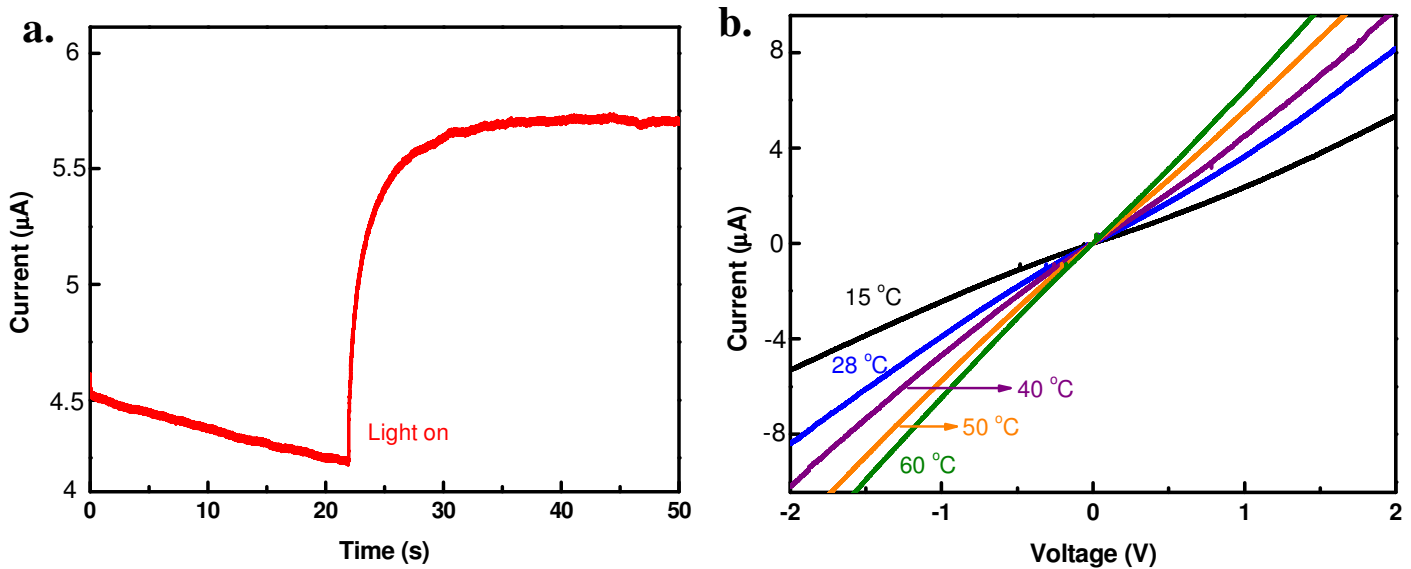 a.
6
5.5
5
4.5
4
Current (µA)
Light on
0
10
20
30
40
50
Time (s)
b.
8
4
0
-4
-8
Current (µA)
15 °C
28 °C
40 °C
50 °C
60 °C
-2
-1
0
1
2
Voltage (V)